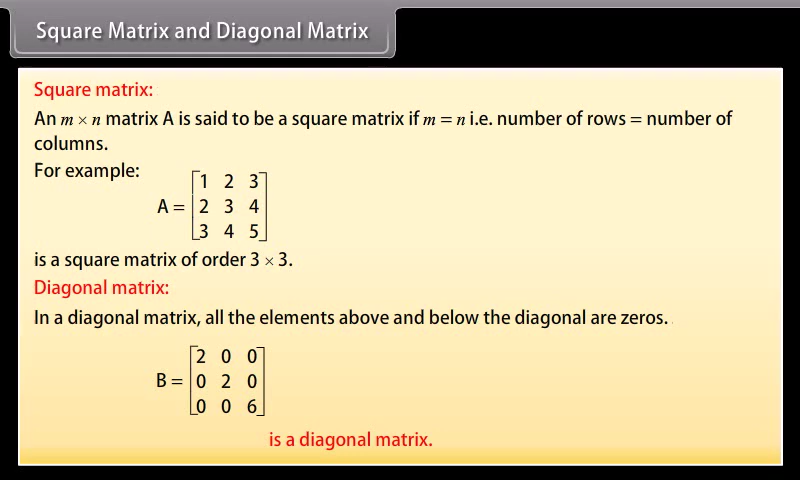 Square Matrix and Diagonal Matrix
Square matrix:
An m × n matrix A is said to be a square matrix if m = n i.e. number of rows = number of
columns.
For example:
1 2 3
A = 2 3 4
3 4 5
is a square matrix of order 3 × 3.
Diagonal matrix:
In a diagonal matrix, all the elements above and below the diagonal are zeros.
2 0 0
B = 0 2 0
0 0 6
is a diagonal matrix.